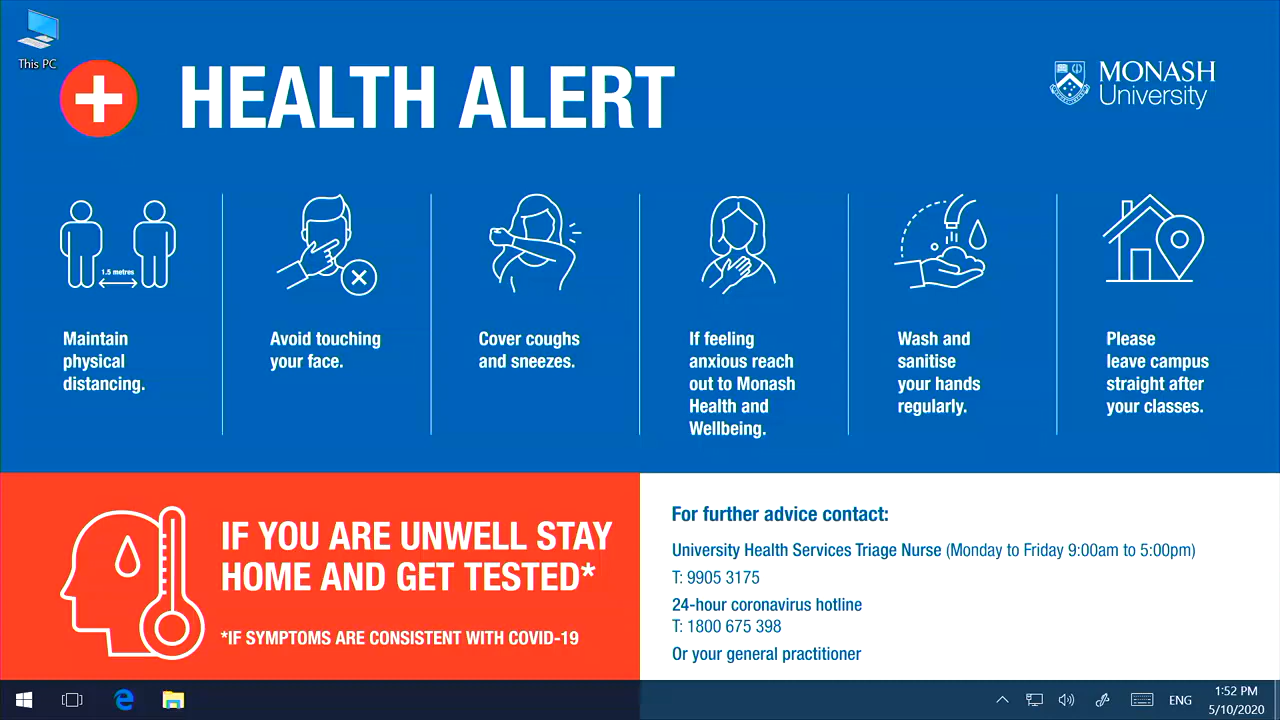 This PC
HEALTH ALERT
MONASH
University
1.5 metres
Maintain
physical
distancing.
Avoid touching
your face.
Cover coughs
and sneezes.
If feeling
anxious reach
out to Monash
Health and
Wellbeing.
Wash and
sanitise
your hands
regularly.
Please
leave campus
straight after
your classes.
IF YOU ARE UNWELL STAY
HOME AND GET TESTED*
*IF SYMPTOMS ARE CONSISTENT WITH COVID-19
For further advice contact:
University Health Services Triage Nurse (Monday to Friday 9:00am to 5:00pm)
T: 9905 3175
24-hour coronavirus hotline
T: 1800 675 398
Or your general practitioner
ENG
1:52 PM
5/10/2020